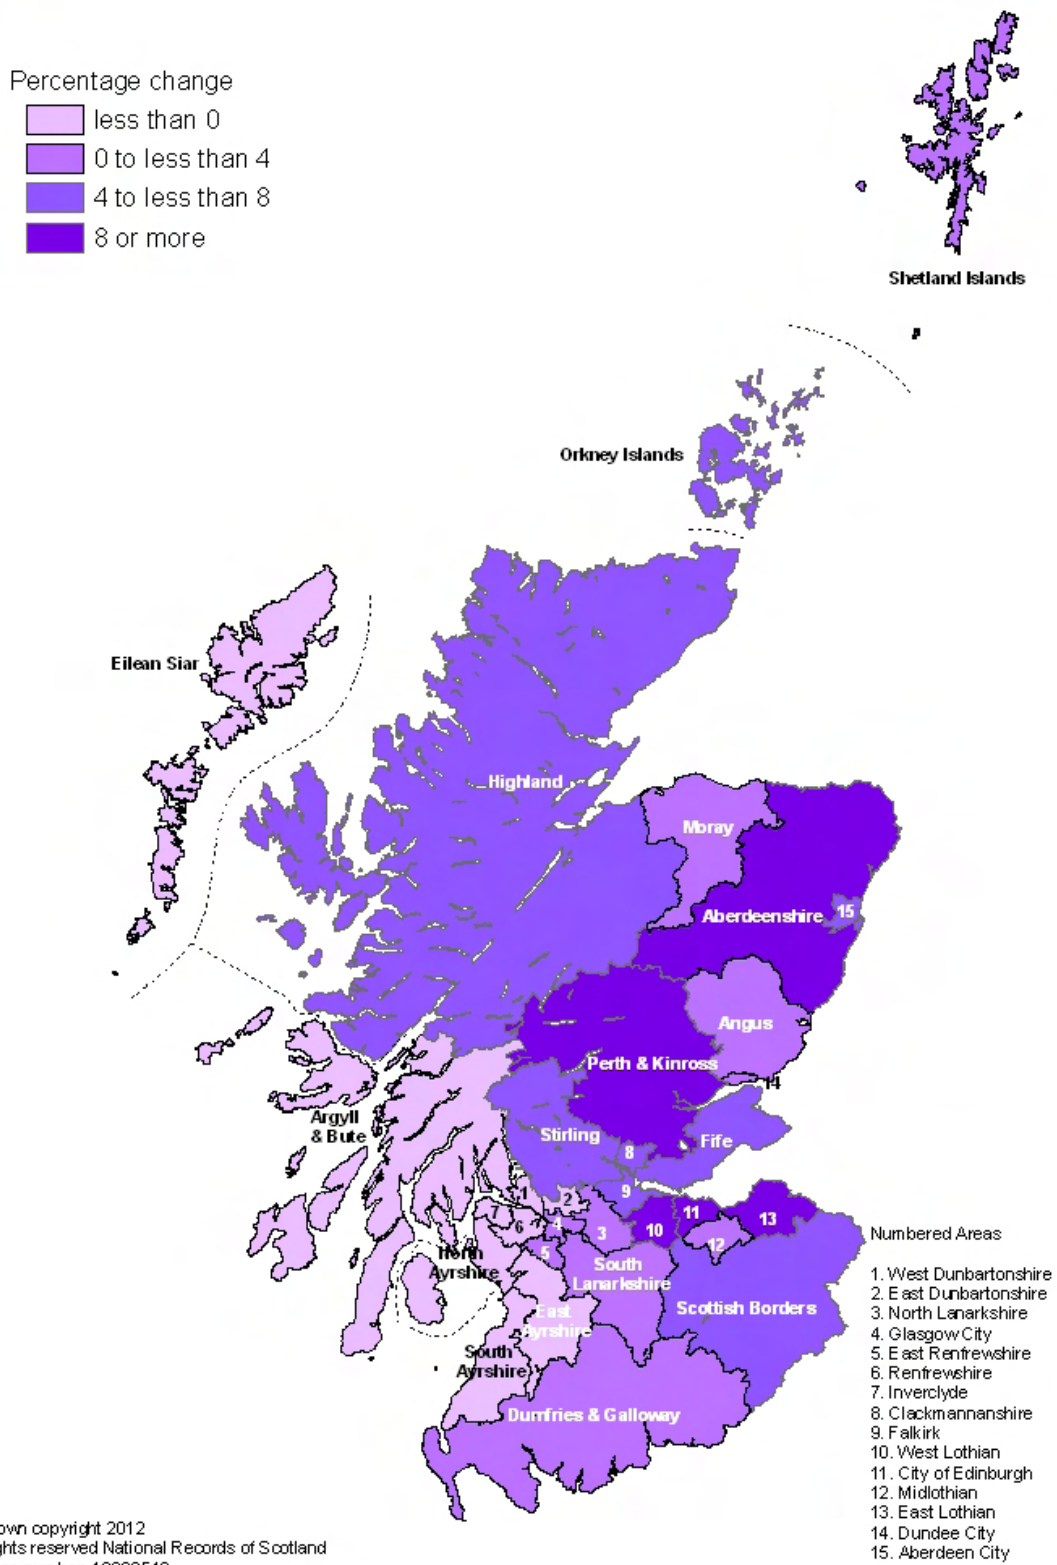 Percentage change
less than 0
0 to less than 4
4 to less than 8
8 or more
Shetland Islands
Orkney Islands
Eilean Siar
Highland
Moray
Aberdeenshire
15
Angus
Perth & Kinross
14
Argyll
& Bute
Stirling
Fife
8
9
1
2
7
6
4
3
5
10
11
12
13
North
Ayrshire
South
Lanarkshire
East
Ayrshire
Scottish Borders
South
Ayrshire
Dumfries & Galloway
Numbered Areas
1. West Dunbartonshire
2. East Dunbartonshire
3. North Lanarkshire
4. Glasgow City
5. East Renfrewshire
6. Renfrewshire
7. Inverclyde
8. Clackmannanshire
9. Falkirk
10. West Lothian
11. City of Edinburgh
12. Midlothian
13. East Lothian
14. Dundee City
15. Aberdeen City
own copyright 2012
ghts reserved National Records of Scotland